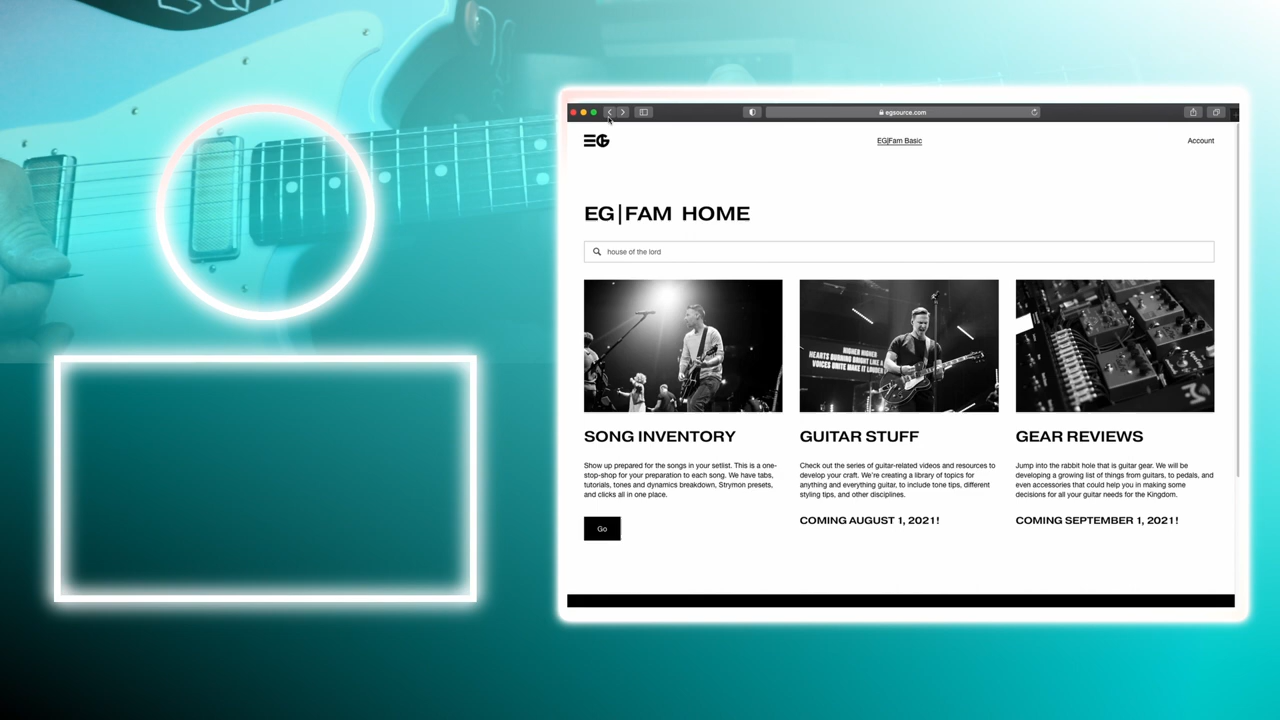 egsource.com
EG
EG|Fam Basic
Account
EG|FAM HOME
house of the lord
HIGHER HIGHER
HEARTS BURNING BRIGHT LIKE A
VOICES UNITE MAKE IT LOUDER
SONG INVENTORY
Show up prepared for the songs in your setlist. This is a one-
stop-shop for your preparation to each song. We have tabs,
tutorials, tones and dynamics breakdown, Strymon presets,
and clicks all in one place.
Go
GUITAR STUFF
Check out the series of guitar-related videos and resources to
develop your craft. We're creating a library of topics for
anything and everything guitar, to include tone tips, different
styling tips, and other disciplines.
COMING AUGUST 1, 2021!
GEAR REVIEWS
Jump into the rabbit hole that is guitar gear. We will be
developing a growing list of things from guitars, to pedals, and
even accessories that could help you in making some
decisions for all your guitar needs for the Kingdom.
COMING SEPTEMBER 1, 2021!